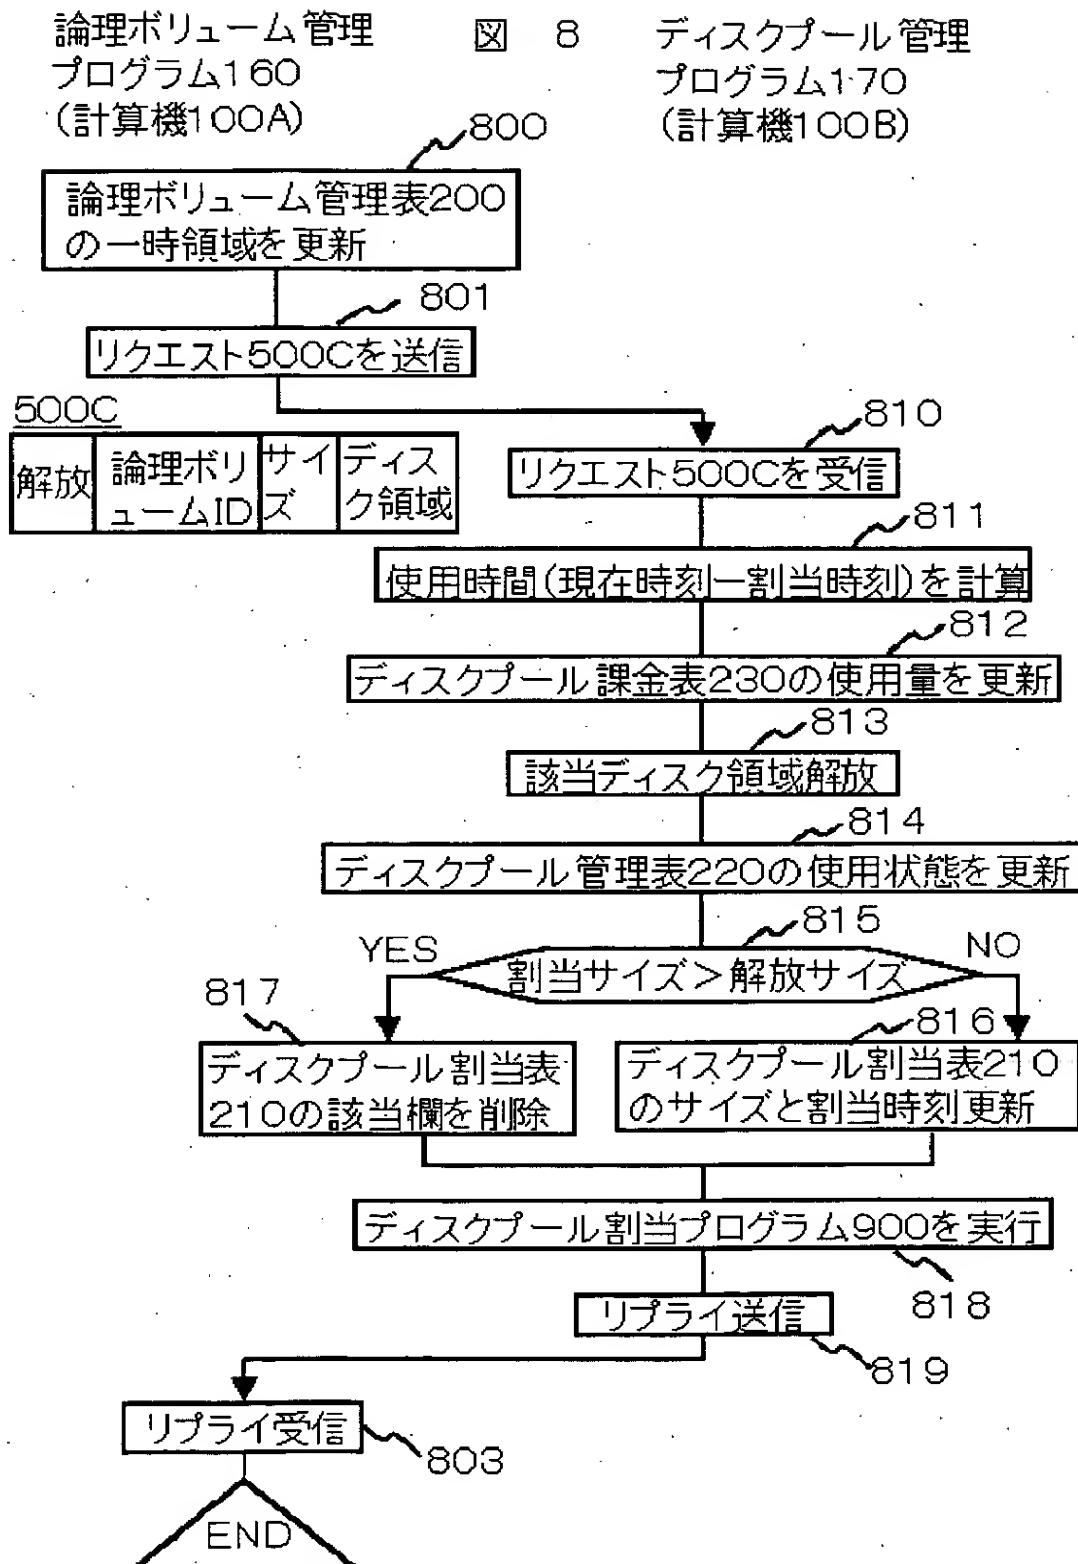 論理ボリューム管理
プログラム160
(計算機100A)
図 8
ディスクプール管理
プログラム170
(計算機100B)
800
論理ボリューム管理表200
の一時領域を更新
801
リクエスト500Cを送信
500C
解放
論理ボリ
ュームID
サイ
ズ
ディス
ク領域
810
リクエスト500Cを受信
811
使用時間(現在時刻ー割当時刻)を計算
812
ディスクプール課金表230の使用量を更新
813
該当ディスク領域解放
814
ディスクプール管理表220の使用状態を更新
815
YES
割当サイズ>解放サイズ
NO
817
ディスクプール割当表
210の該当欄を削除
816
ディスクプール割当表210
のサイズと割当時刻更新
ディスクプール割当プログラム900を実行
818
リプライ送信
819
リプライ受信
803
END